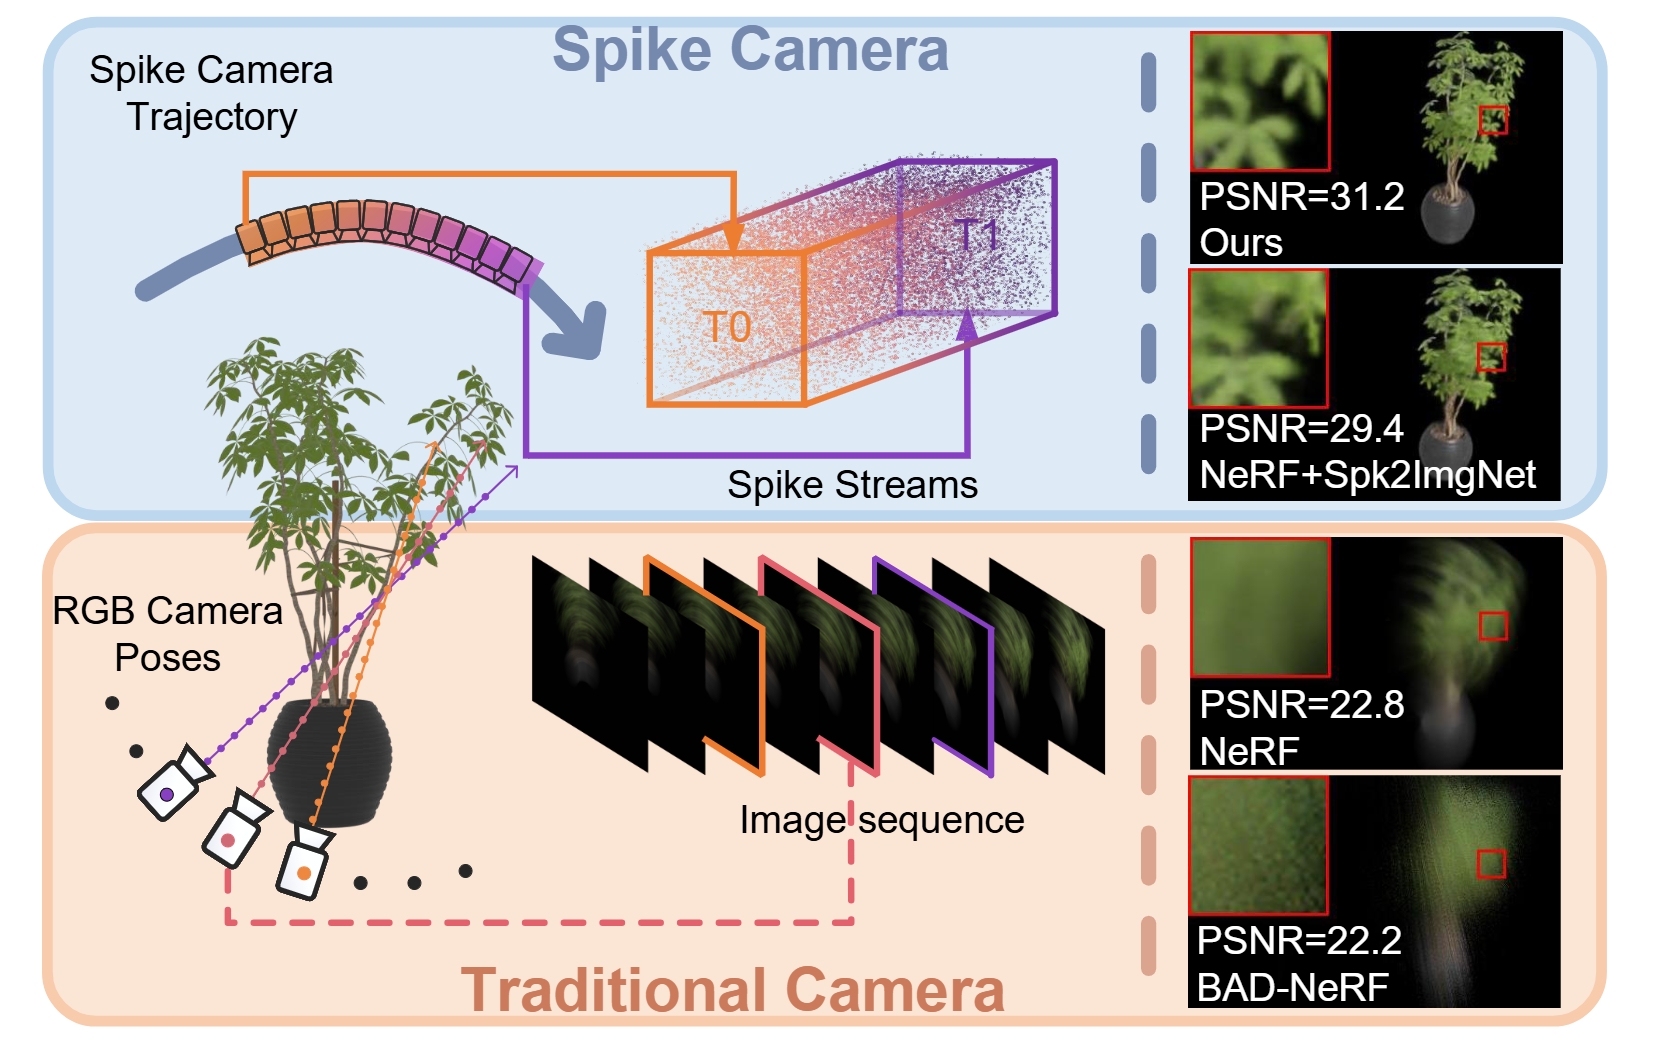 Spike Camera
Spike Camera
Trajectory
T0
T1
Spike Streams
PSNR=31.2
Ours
PSNR=29.4
NeRF+Spk2ImgNet
RGB Camera
Poses
Image sequence
Traditional Camera
PSNR=22.8
NeRF
PSNR=22.2
BAD-NeRF